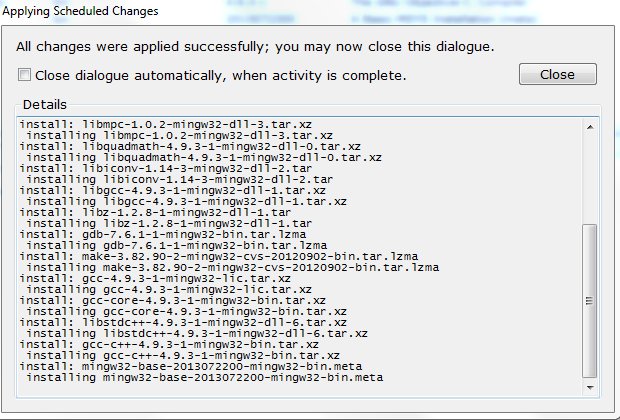 Applying Scheduled Changes
All changes were applied successfully; you may now close this dialogue.
Close dialogue automatically, when activity is complete.
Close
Details
install: libmpc-1.0.2-mingw32-dll-3.tar.xz
 installing libmpc-1.0.2-mingw32-dll-3.tar.xz
install: libquadmath-4.9.3-1-mingw32-dll-0.tar.xz
 installing libquadmath-4.9.3-1-mingw32-dll-0.tar.xz
install: libiconv-1.14-3-mingw32-dll-2.tar
 installing libiconv-1.14-3-mingw32-dll-2.tar
install: libgcc-4.9.3-1-mingw32-dll-1.tar.xz
 installing libgcc-4.9.3-1-mingw32-dll-1.tar.xz
install: libz-1.2.8-1-mingw32-dll-1.tar
 installing libz-1.2.8-1-mingw32-dll-1.tar
install: gdb-7.6.1-1-mingw32-bin.tar.lzma
 installing gdb-7.6.1-1-mingw32-bin.tar.lzma
install: make-3.82.90-2-mingw32-cvs-20120902-bin.tar.lzma
 installing make-3.82.90-2-mingw32-cvs-20120902-bin.tar.lzma
install: gcc-4.9.3-1-mingw32-lic.tar.xz
 installing gcc-4.9.3-1-mingw32-lic.tar.xz
install: gcc-core-4.9.3-1-mingw32-bin.tar.xz
 installing gcc-core-4.9.3-1-mingw32-bin.tar.xz
install: libstdc++-4.9.3-1-mingw32-dll-6.tar.xz
 installing libstdc++-4.9.3-1-mingw32-dll-6.tar.xz
install: gcc-c++-4.9.3-1-mingw32-bin.tar.xz
 installing gcc-c++-4.9.3-1-mingw32-bin.tar.xz
install: mingw32-base-2013072200-mingw32-bin.meta
 installing mingw32-base-2013072200-mingw32-bin.meta